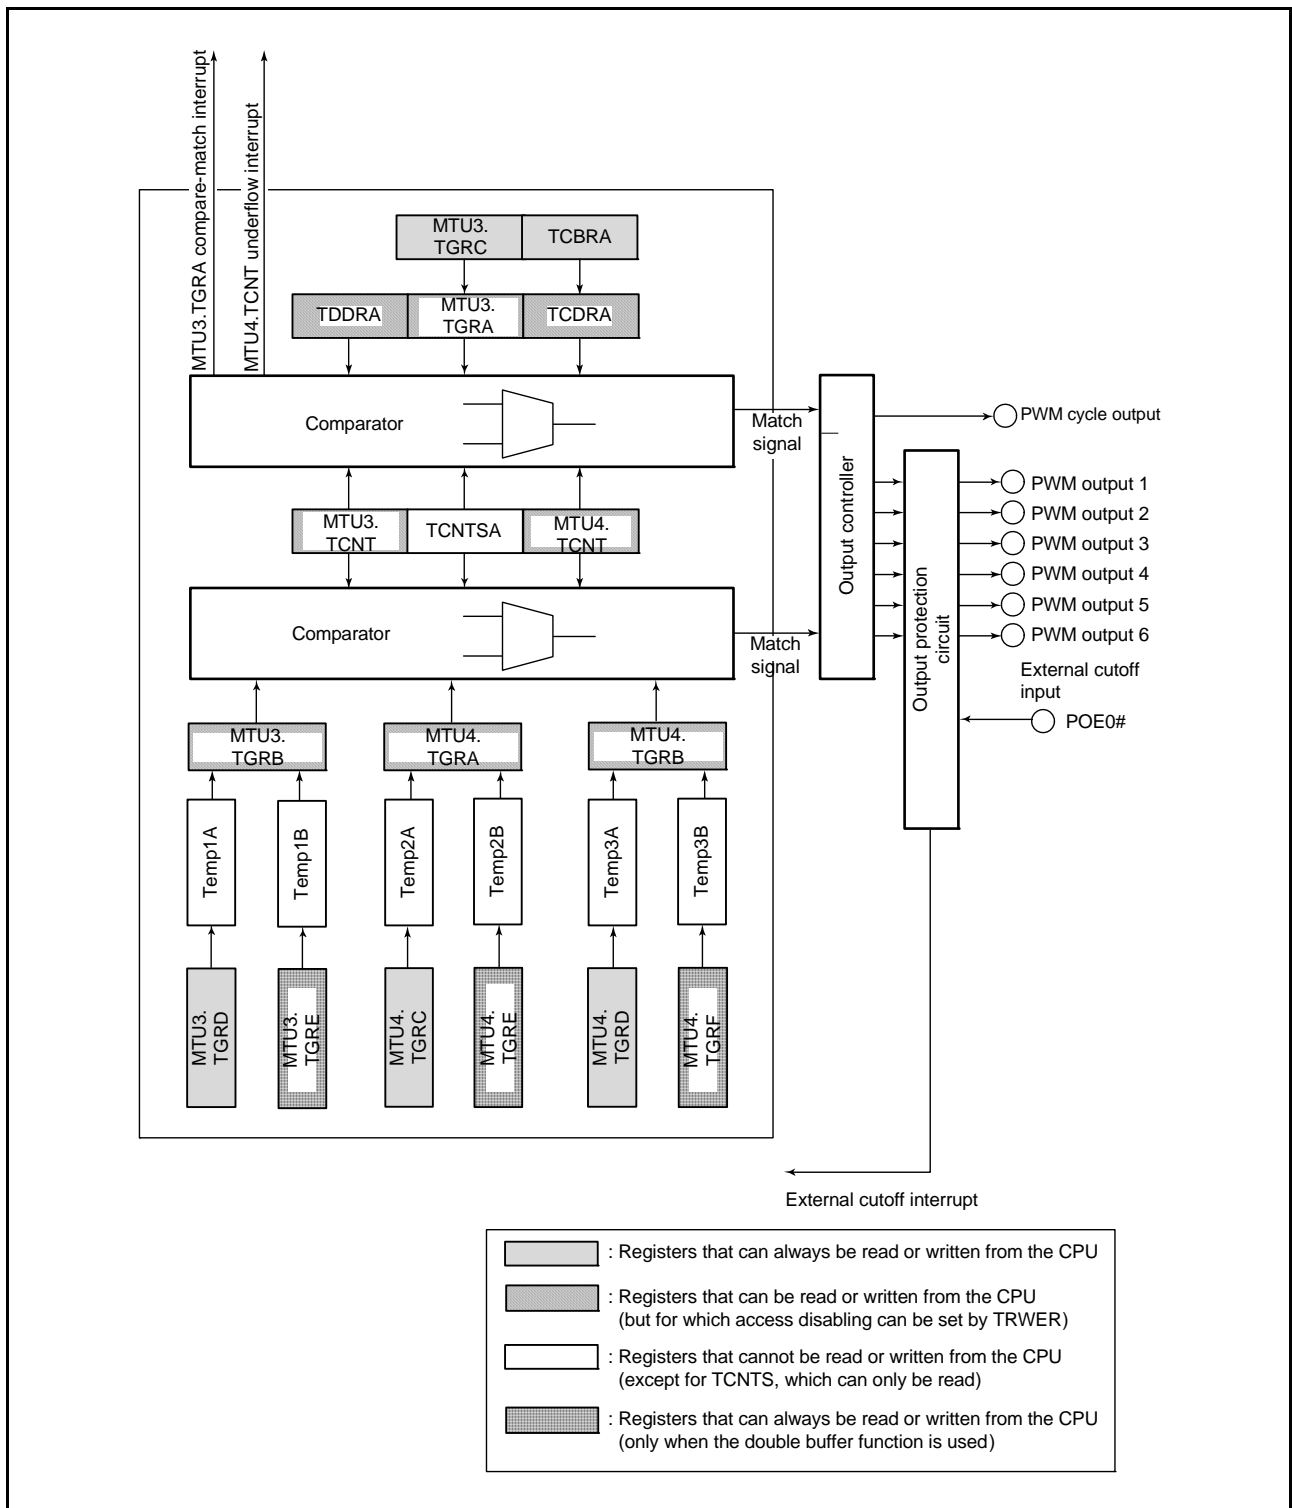 MTU3.TGRA compare-match interrupt
MTU4.TCNT underflow interrupt
MTU3.
TGRC
TCBRA
TDDRA
MTU3.
TGRA
TCDRA
Comparator
Match
signal
PWM cycle output
Output controller
MTU3.
TCNT
TCNTSA
MTU4.
TCNT
PWM output 1
PWM output 2
PWM output 3
PWM output 4
PWM output 5
PWM output 6
Output protection
circuit
Comparator
Match
signal
External cutoff
input
POE0#
MTU3.
TGRB
MTU4.
TGRA
MTU4.
TGRB
Temp1A
Temp1B
Temp2A
Temp2B
Temp3A
Temp3B
MTU3.
TGRD
MTU3.
TGRE
MTU4.
TGRC
MTU4.
TGRE
MTU4.
TGRD
MTU4.
TGRF
External cutoff interrupt
: Registers that can always be read or written from the CPU
: Registers that can be read or written from the CPU
(but for which access disabling can be set by TRWER)
: Registers that cannot be read or written from the CPU
(except for TCNTS, which can only be read)
: Registers that can always be read or written from the CPU
(only when the double buffer function is used)